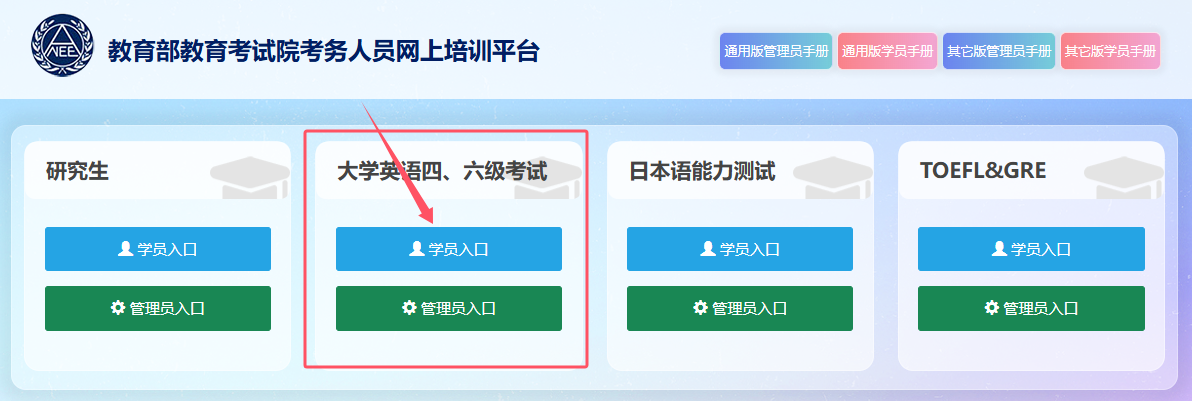 NEEA
教育部教育考试院考务人员网上培训平台
通用版管理员手册 通用版学员手册 其它版管理员手册 其它版学员手册
研究生
学员入口
管理员入口
大学英语四、六级考试
学员入口
管理员入口
日本语能力测试
学员入口
管理员入口
TOEFL&GRE
学员入口
管理员入口